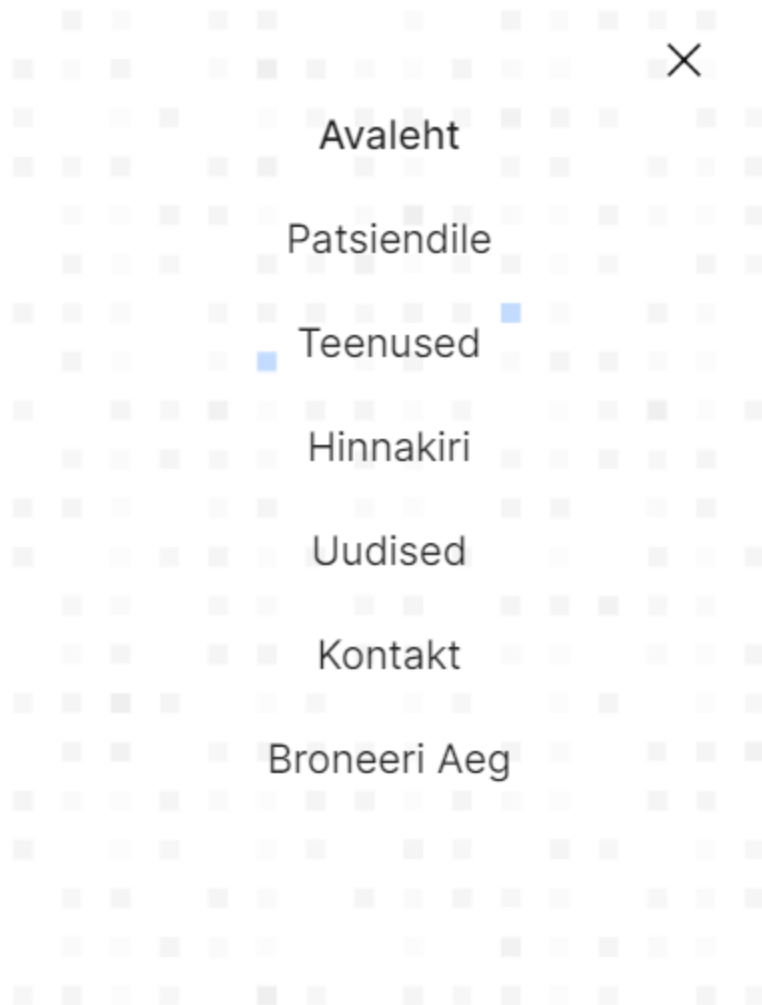 Avaleht
Patsiendile
Teenused
Hinnakiri
Uudised
Kontakt
Broneeri Aeg